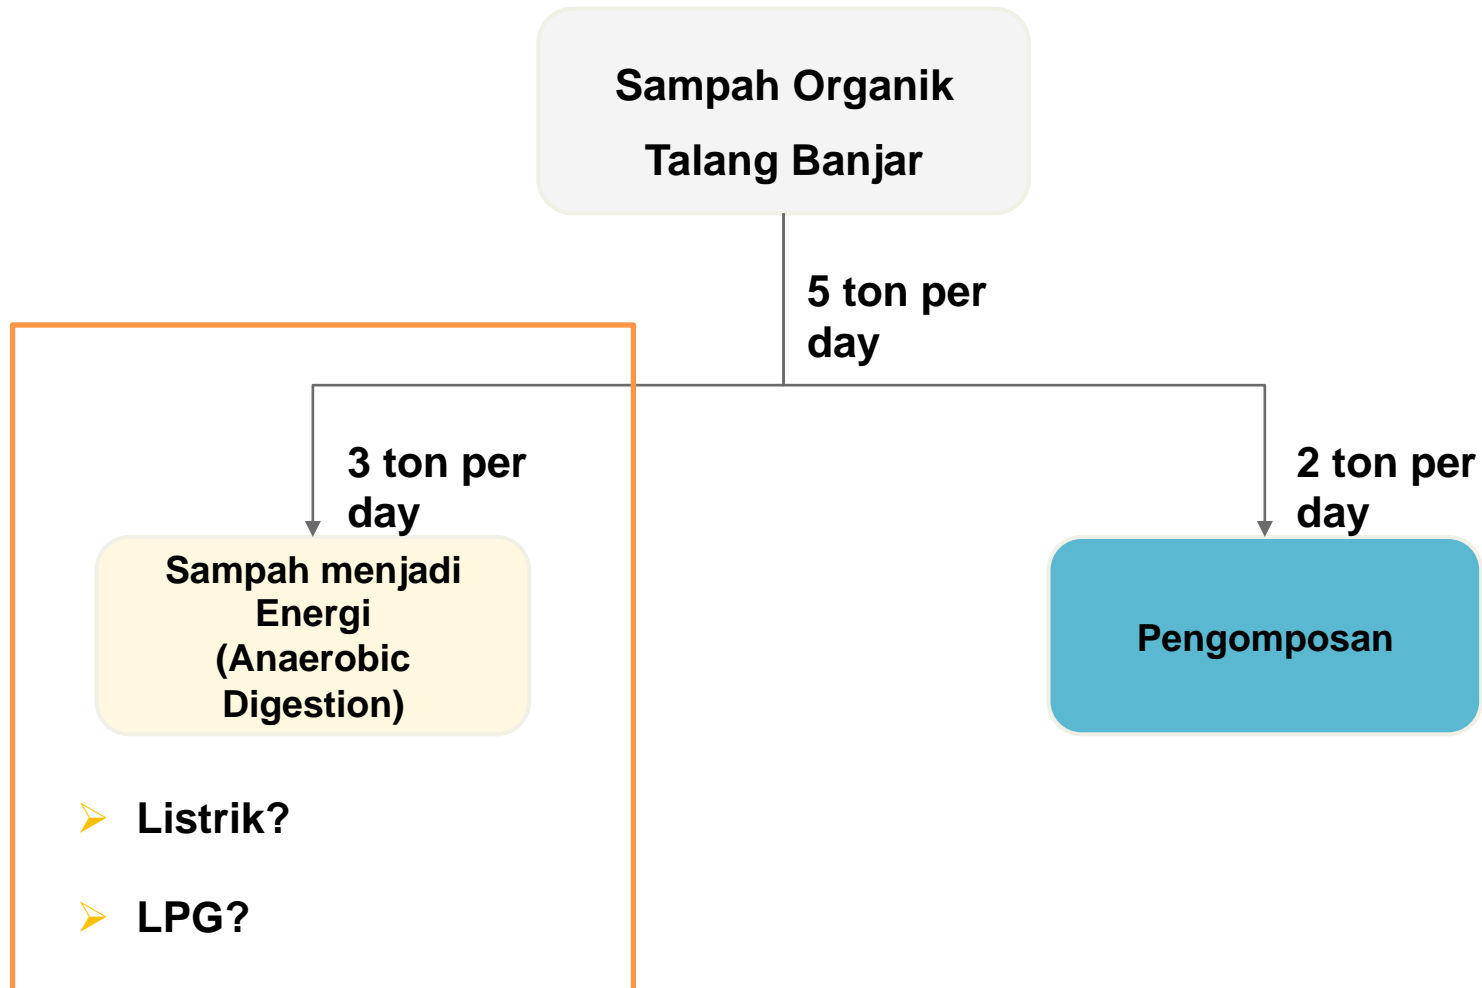 Sampah Organik
Talang Banjar
5 ton per
day
3 ton per
day
2 ton per
day
Sampah menjadi
Energi
(Anaerobic
Digestion)
Pengomposan
Listrik?
LPG?